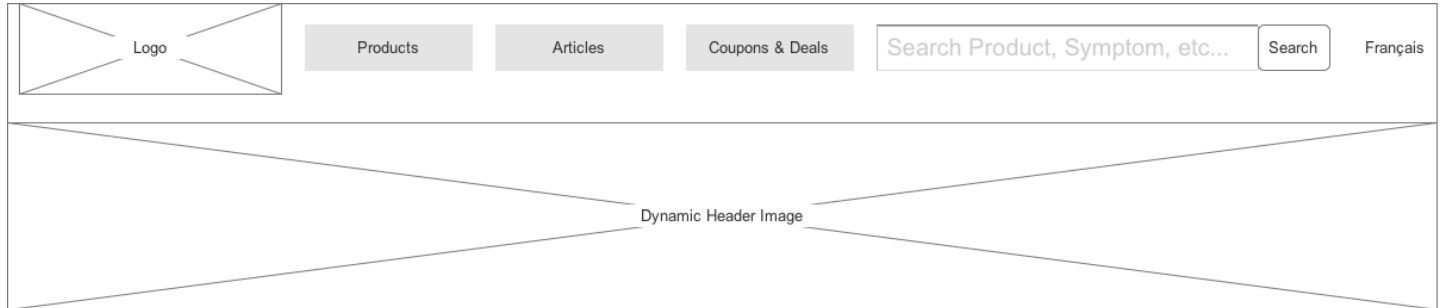 Logo
Products
Articles
Coupons & Deals
Search Product, Symptom, etc...
Search
Français
Dynamic Header Image